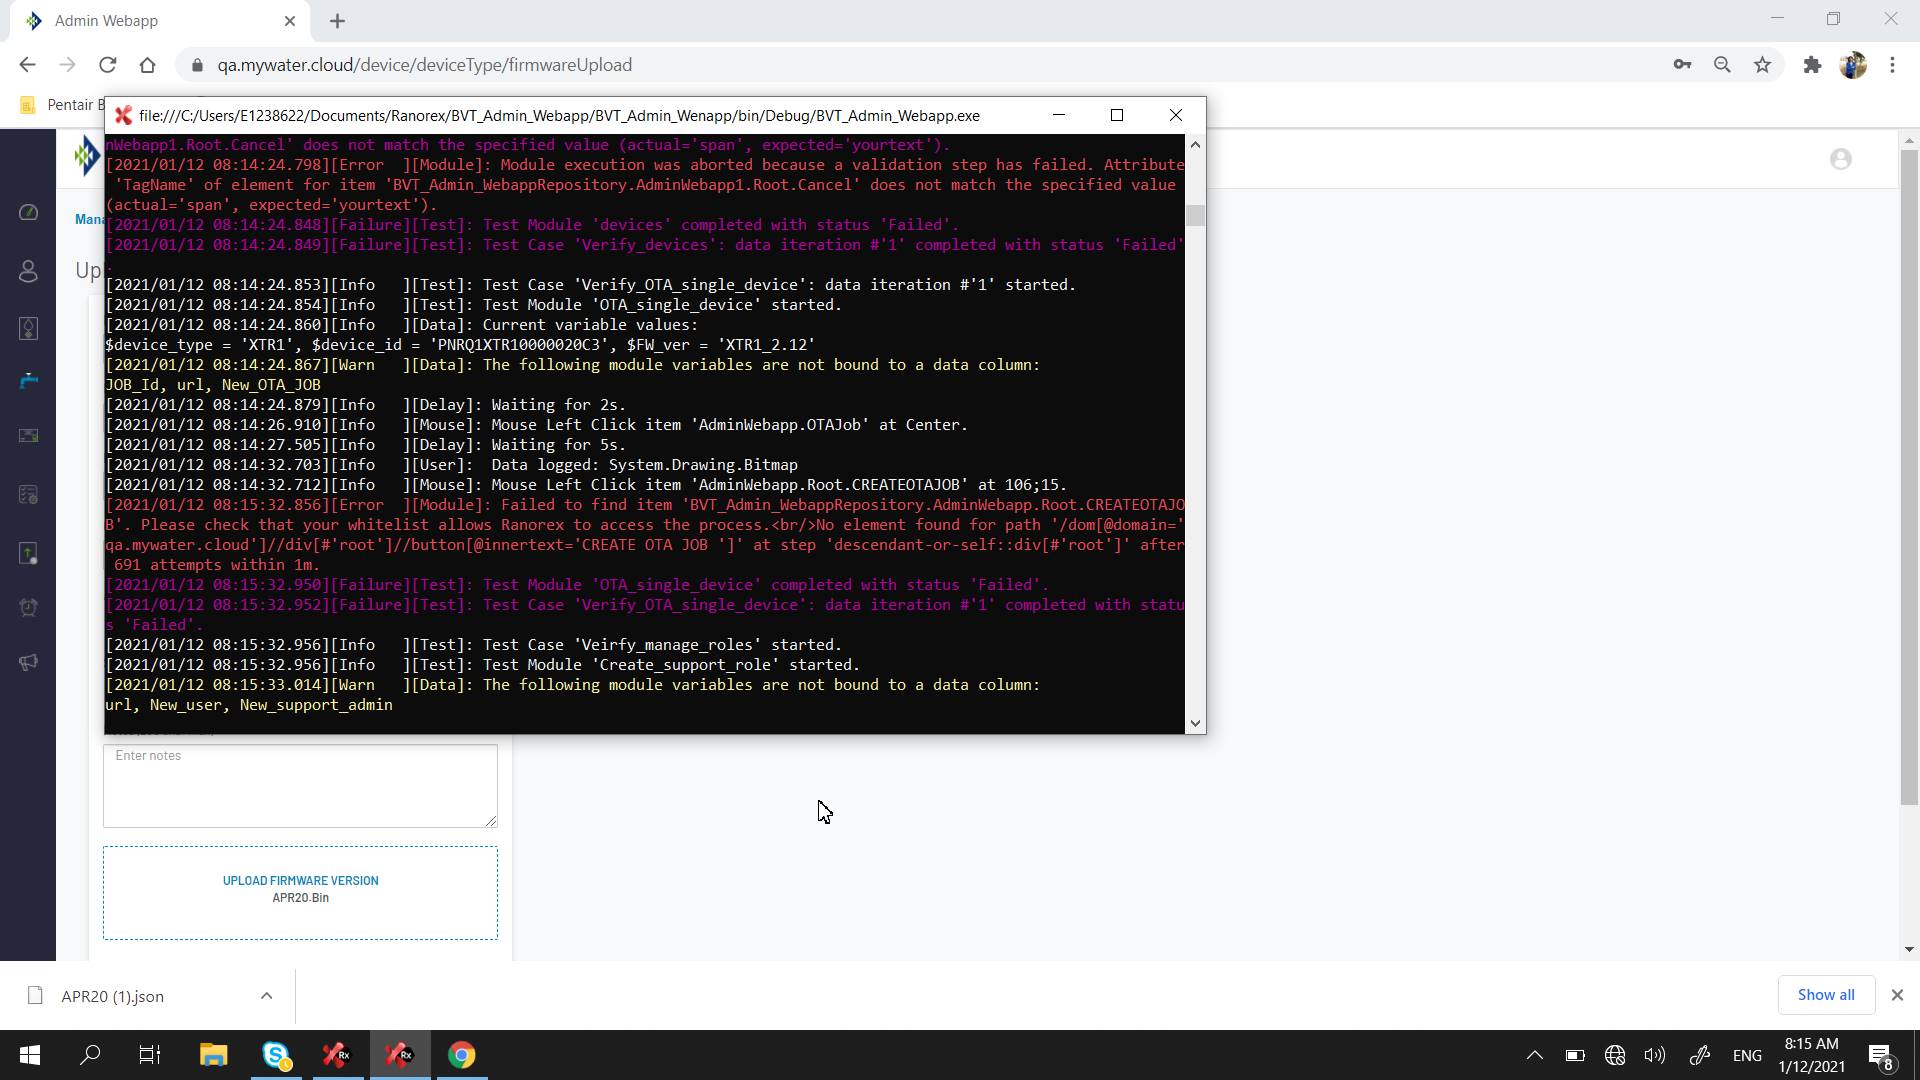 Admin Webapp
qa.mywater.cloud/device/deviceType/firmwareUpload
Pentair B
file:///C:/Users/E1238622/Documents/Ranorex/BVT_Admin_Webapp/BVT_Admin_Wenapp/bin/Debug/BVT_Admin_Webapp.exe
nWebapp1.Root.Cancel' does not match the specified value (actual='span', expected='yourtext').
[2021/01/12 08:14:24.798][Error  ][Module]: Module execution was aborted because a validation step has failed. Attribute
'TagName' of element for item 'BVT_Admin_WebappRepository.AdminWebapp1.Root.Cancel' does not match the specified value
(actual='span', expected='yourtext').
Mana
[2021/01/12 08:14:24.848][Failure][Test]: Test Module 'devices' completed with status 'Failed'.
[2021/01/12 08:14:24.849][Failure][Test]: Test Case 'Verify_devices': data iteration #'1' completed with status 'Failed'
.
Upl
[2021/01/12 08:14:24.853][Info   ][Test]: Test Case 'Verify_OTA_single_device': data iteration #'1' started.
[2021/01/12 08:14:24.854][Info   ][Test]: Test Module 'OTA_single_device' started.
[2021/01/12 08:14:24.860][Info   ][Data]: Current variable values:
$device_type = 'XTR1', $device_id = 'PNRQ1XTR10000020C3', $FW_ver = 'XTR1_2.12'
[2021/01/12 08:14:24.867][Warn   ][Data]: The following module variables are not bound to a data column:
JOB_Id, url, New_OTA_JOB
[2021/01/12 08:14:24.879][Info   ][Delay]: Waiting for 2s.
[2021/01/12 08:14:26.910][Info   ][Mouse]: Mouse Left Click item 'AdminWebapp.OTAJob' at Center.
[2021/01/12 08:14:27.505][Info   ][Delay]: Waiting for 5s.
[2021/01/12 08:14:32.703][Info   ][User]:  Data logged: System.Drawing.Bitmap
[2021/01/12 08:14:32.712][Info   ][Mouse]: Mouse Left Click item 'AdminWebapp.Root.CREATEOTAJOB' at 106;15.
[2021/01/12 08:15:32.856][Error  ][Module]: Failed to find item 'BVT_Admin_WebappRepository.AdminWebapp.Root.CREATEOTAJO
B'. Please check that your whitelist allows Ranorex to access the process.<br/>No element found for path '/dom[@domain='
qa.mywater.cloud']//div[#'root']//button[@innertext='CREATE OTA JOB ']' at step 'descendant-or-self::div[#'root']' after
691 attempts within 1m.
[2021/01/12 08:15:32.950][Failure][Test]: Test Module 'OTA_single_device' completed with status 'Failed'.
[2021/01/12 08:15:32.952][Failure][Test]: Test Case 'Verify_OTA_single_device': data iteration #'1' completed with statu
s 'Failed'.
[2021/01/12 08:15:32.956][Info   ][Test]: Test Case 'Veirfy_manage_roles' started.
[2021/01/12 08:15:32.956][Info   ][Test]: Test Module 'Create_support_role' started.
[2021/01/12 08:15:33.014][Warn   ][Data]: The following module variables are not bound to a data column:
url, New_user, New_support_admin
Enter notes
UPLOAD FIRMWARE VERSION
APR20.Bin
APR20 (1).json
Show all
ENG
8:15 AM
1/12/2021
8